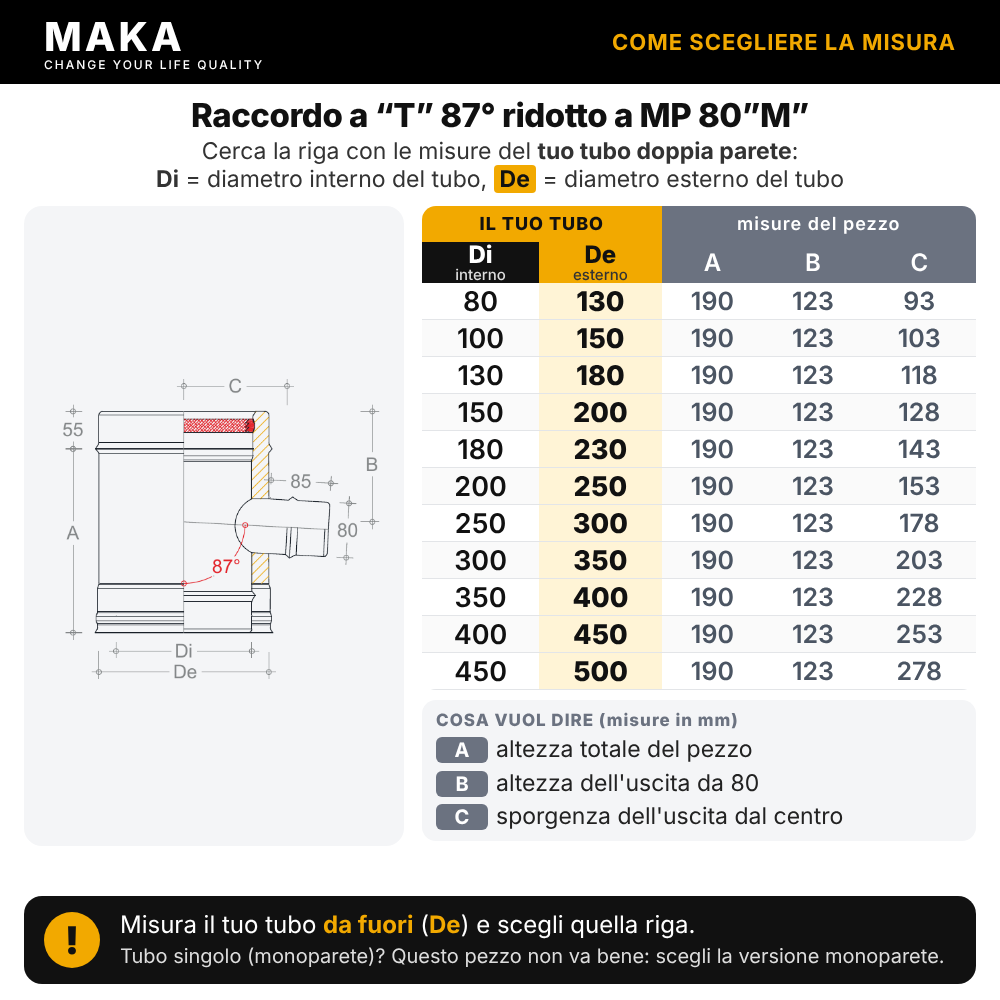 MAKA
CHANGE YOUR LIFE QUALITY
COME SCEGLIERE LA MISURA
Raccordo a “T” 87° ridotto a MP 80”M”
Cerca la riga con le misure del tuo tubo doppia parete:
Di = diametro interno del tubo, De = diametro esterno del tubo
C
55
B
85
A
80
87°
Di
De
IL TUO TUBO misure del pezzo
Di De A B C
interno esterno
80 130 190 123 93
100 150 190 123 103
130 180 190 123 118
150 200 190 123 128
180 230 190 123 143
200 250 190 123 153
250 300 190 123 178
300 350 190 123 203
350 400 190 123 228
400 450 190 123 253
450 500 190 123 278
COSA VUOL DIRE (misure in mm)
A altezza totale del pezzo
B altezza dell'uscita da 80
C sporgenza dell'uscita dal centro
! Misura il tuo tubo da fuori (De) e scegli quella riga.
Tubo singolo (monoparete)? Questo pezzo non va bene: scegli la versione monoparete.